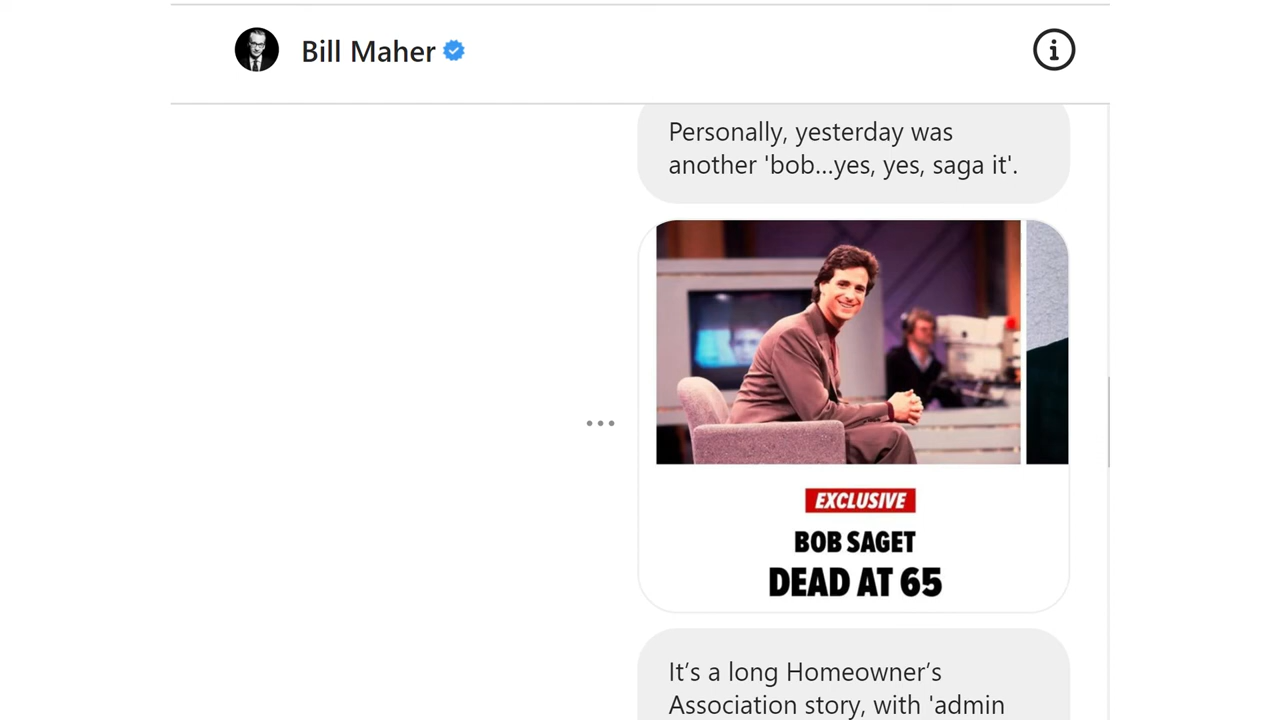 Bill Maher
Personally, yesterday was
another 'bob...yes, yes, saga it'.
EXCLUSIVE
BOB SAGET
DEAD AT 65
It’s a long Homeowner’s
Association story, with 'admin